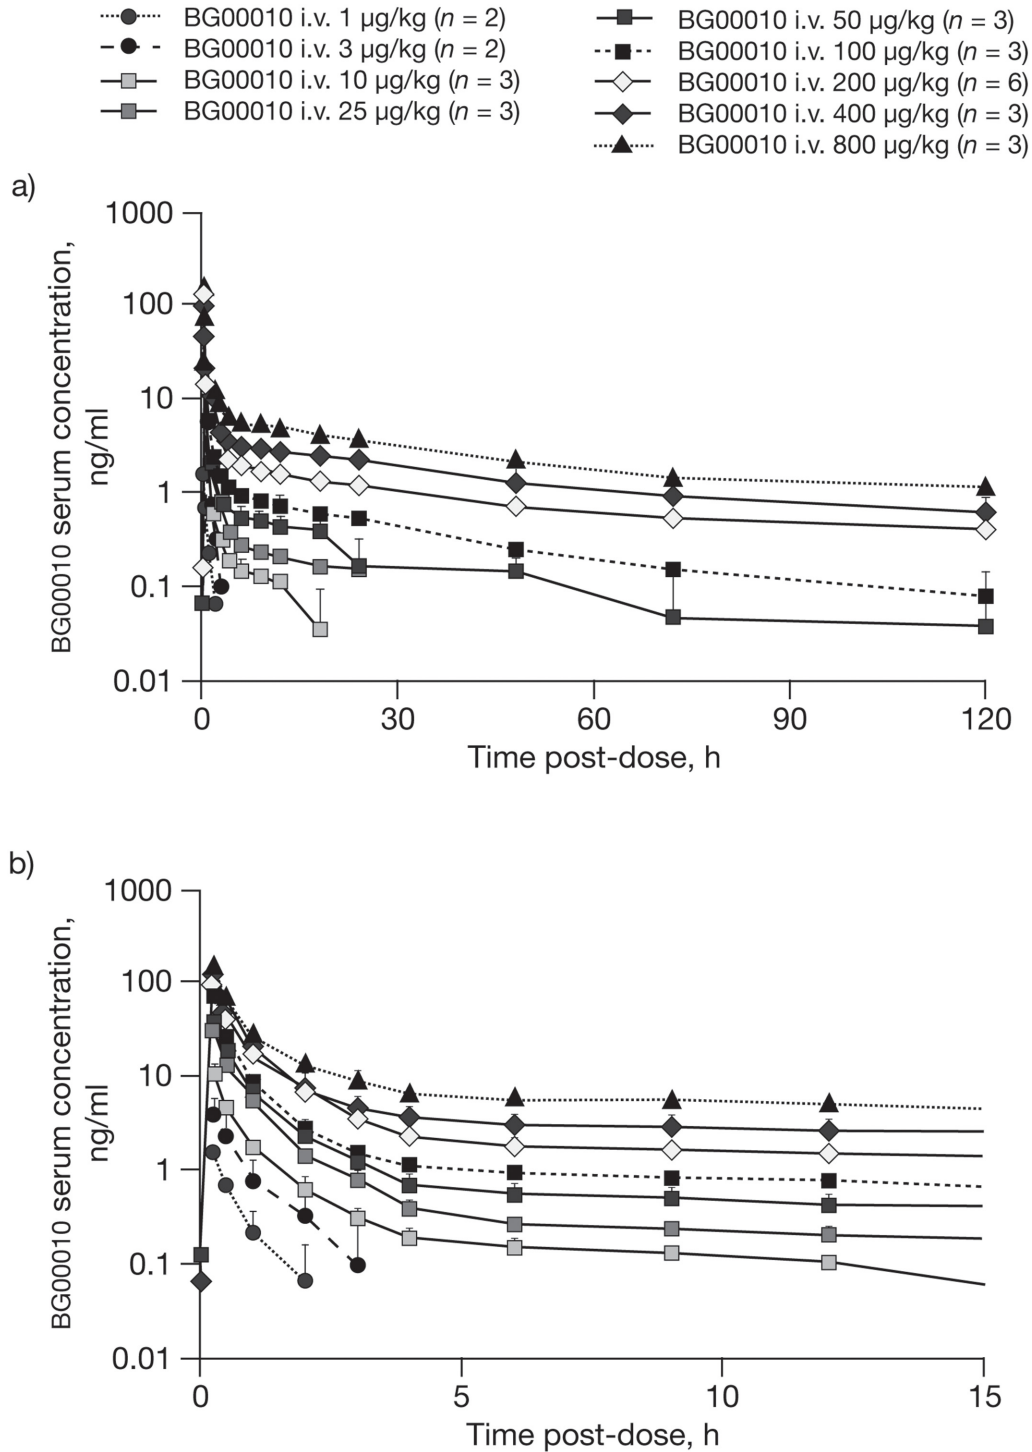 BG00010 i.v. 1 µg/kg (n = 2)
BG00010 i.v. 3 µg/kg (n = 2)
BG00010 i.v. 10 µg/kg (n = 3)
BG00010 i.v. 25 µg/kg (n = 3)
BG00010 i.v. 50 µg/kg (n = 3)
BG00010 i.v. 100 µg/kg (n = 3)
BG00010 i.v. 200 µg/kg (n = 6)
BG00010 i.v. 400 µg/kg (n = 3)
BG00010 i.v. 800 µg/kg (n = 3)
a)
BG00010 serum concentration,
ng/ml
1000
100
10
1
0.1
0.01
0
30
60
90
120
Time post-dose, h
b)
BG00010 serum concentration,
ng/ml
1000
100
10
1
0.1
0.01
0
5
10
15
Time post-dose, h